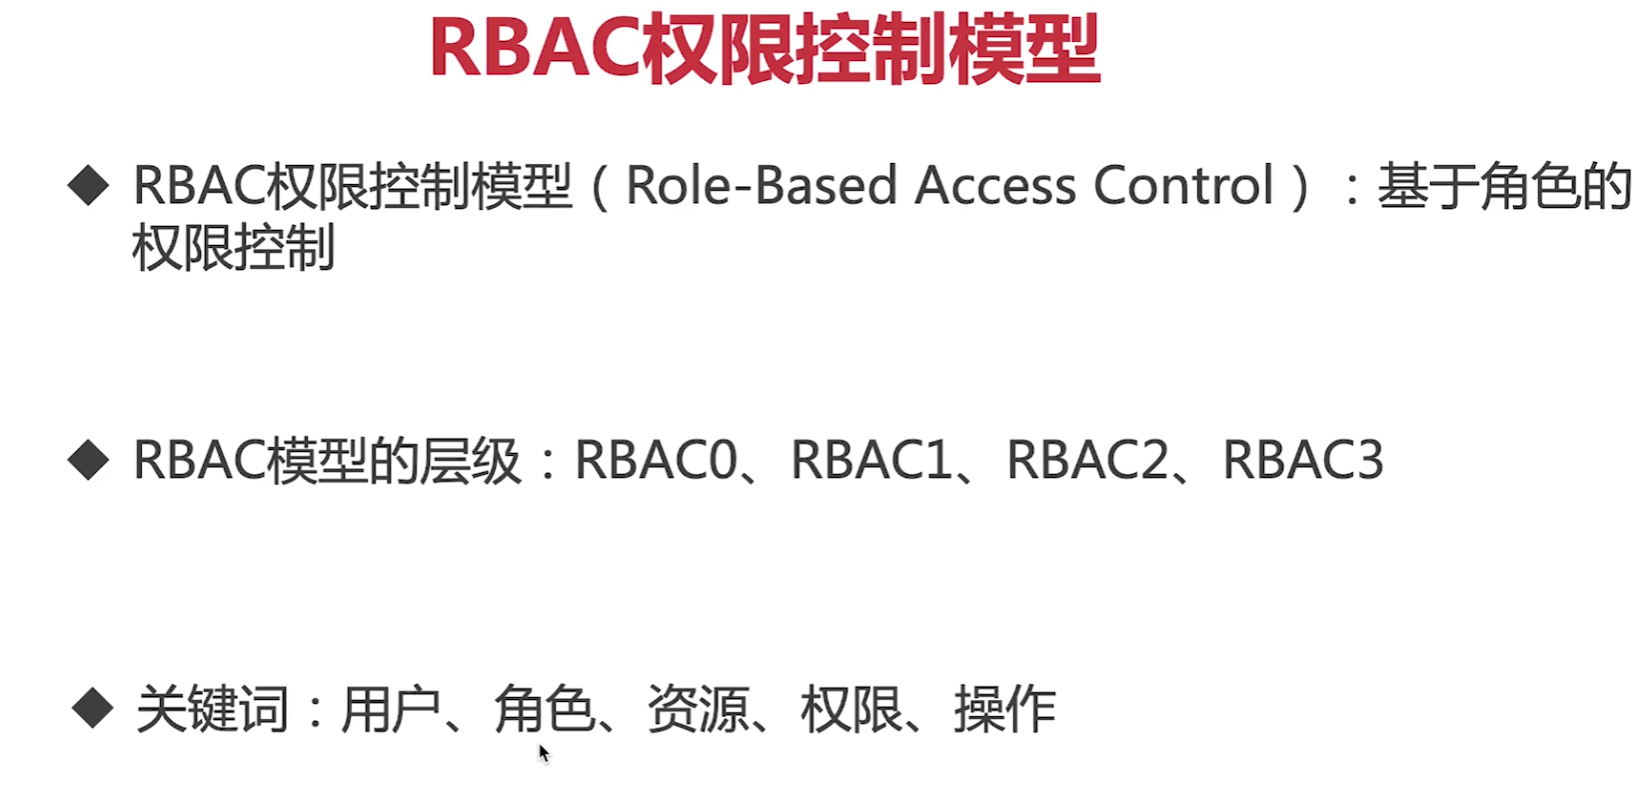 RBAC权限控制模型
◆ RBAC权限控制模型（Role-Based Access Control）：基于角色的
权限控制
◆ RBAC模型的层级：RBAC0、RBAC1、RBAC2、RBAC3
◆ 关键词：用户、角色、资源、权限、操作